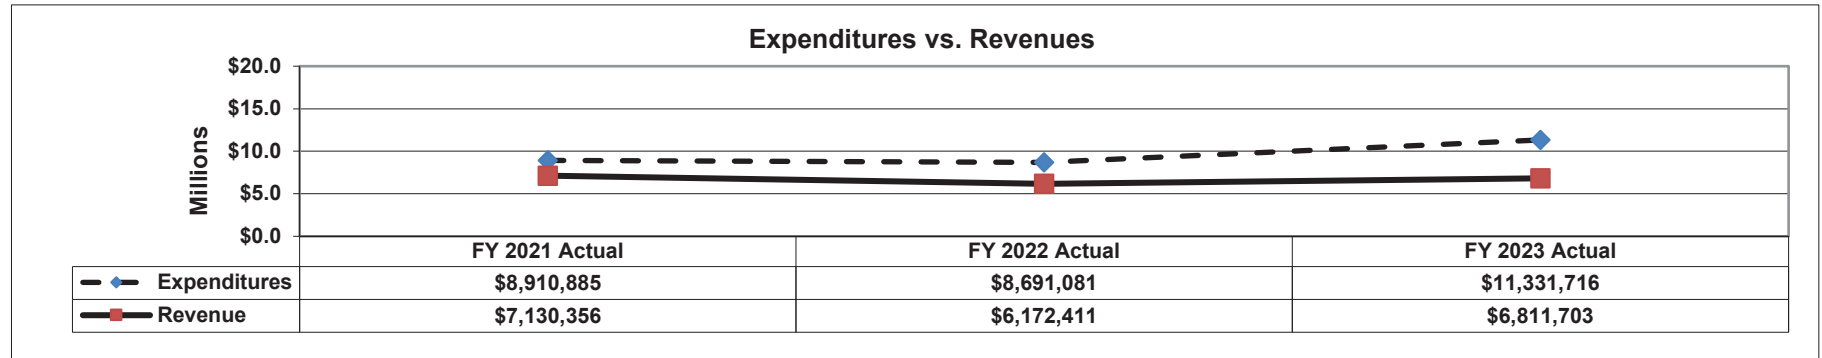 Expenditures vs. Revenues
$20.0
$15.0
$10.0
$5.0
$0.0
Millions
FY 2021 Actual FY 2022 Actual FY 2023 Actual
Expenditures $8,910,885 $8,691,081 $11,331,716
Revenue $7,130,356 $6,172,411 $6,811,703